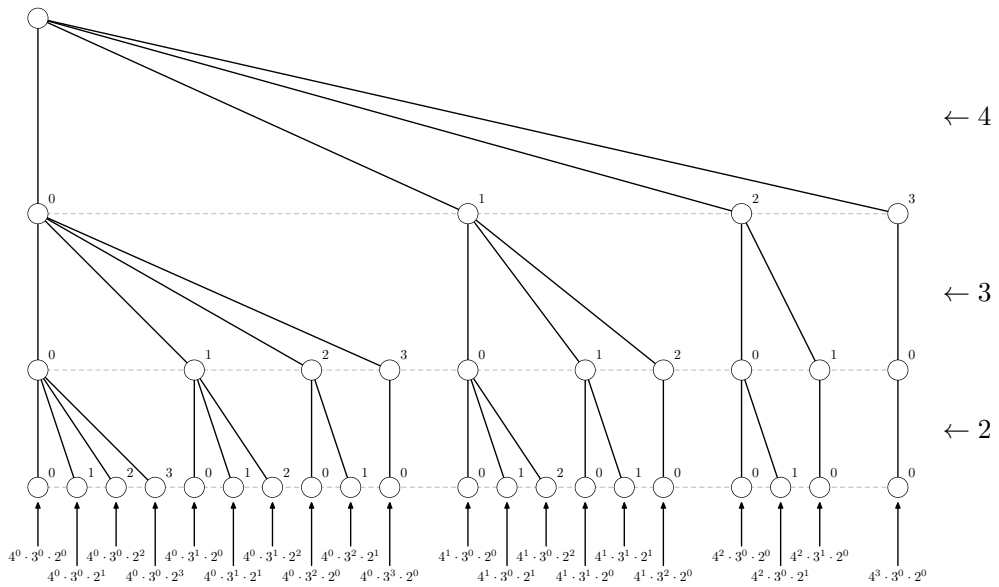 ← 4
0 1 2 3
← 3
0 1 2 3 0 1 2 0 1 0
← 2
0 1 2 3 0 1 2 0 1 0 0 1 2 0 1 0 0 1 0 0
4⁰ · 3⁰ · 2⁰ 4⁰ · 3⁰ · 2² 4⁰ · 3¹ · 2⁰ 4⁰ · 3¹ · 2² 4⁰ · 3² · 2¹ 4¹ · 3⁰ · 2⁰ 4¹ · 3⁰ · 2² 4¹ · 3¹ · 2¹ 4² · 3⁰ · 2⁰ 4² · 3¹ · 2⁰
4⁰ · 3⁰ · 2¹ 4⁰ · 3⁰ · 2³ 4⁰ · 3¹ · 2¹ 4⁰ · 3² · 2⁰ 4⁰ · 3³ · 2⁰ 4¹ · 3⁰ · 2¹ 4¹ · 3¹ · 2⁰ 4¹ · 3² · 2⁰ 4² · 3⁰ · 2¹ 4³ · 3⁰ · 2⁰